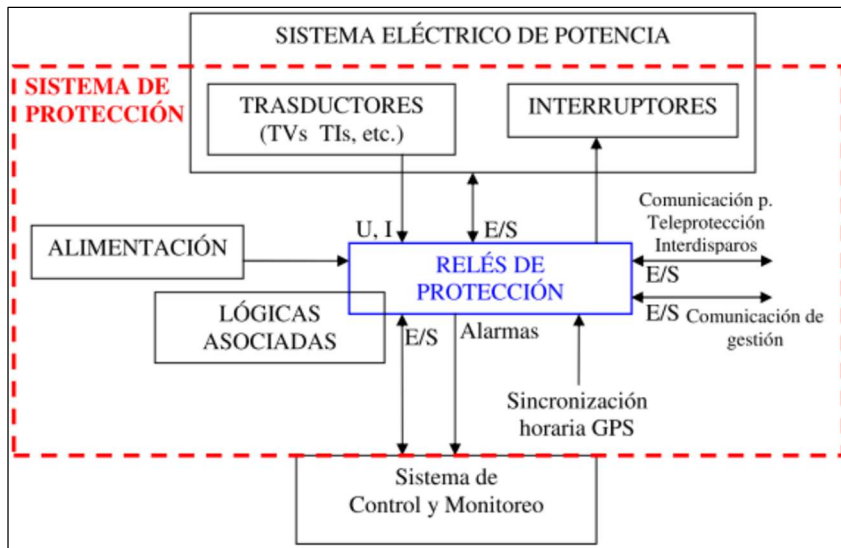 SISTEMA ELÉCTRICO DE POTENCIA
SISTEMA DE
PROTECCIÓN
TRASDUCTORES
(TVs TIs, etc.)
INTERRUPTORES
Comunicación p.
Teleprotección
Interdisparos
U, I
E/S
ALIMENTACIÓN
RELÉS DE
PROTECCIÓN
E/S
E/S
Comunicación de
gestión
LÓGICAS
ASOCIADAS
E/S
Alarmas
Sincronización
horaria GPS
Sistema de
Control y Monitoreo